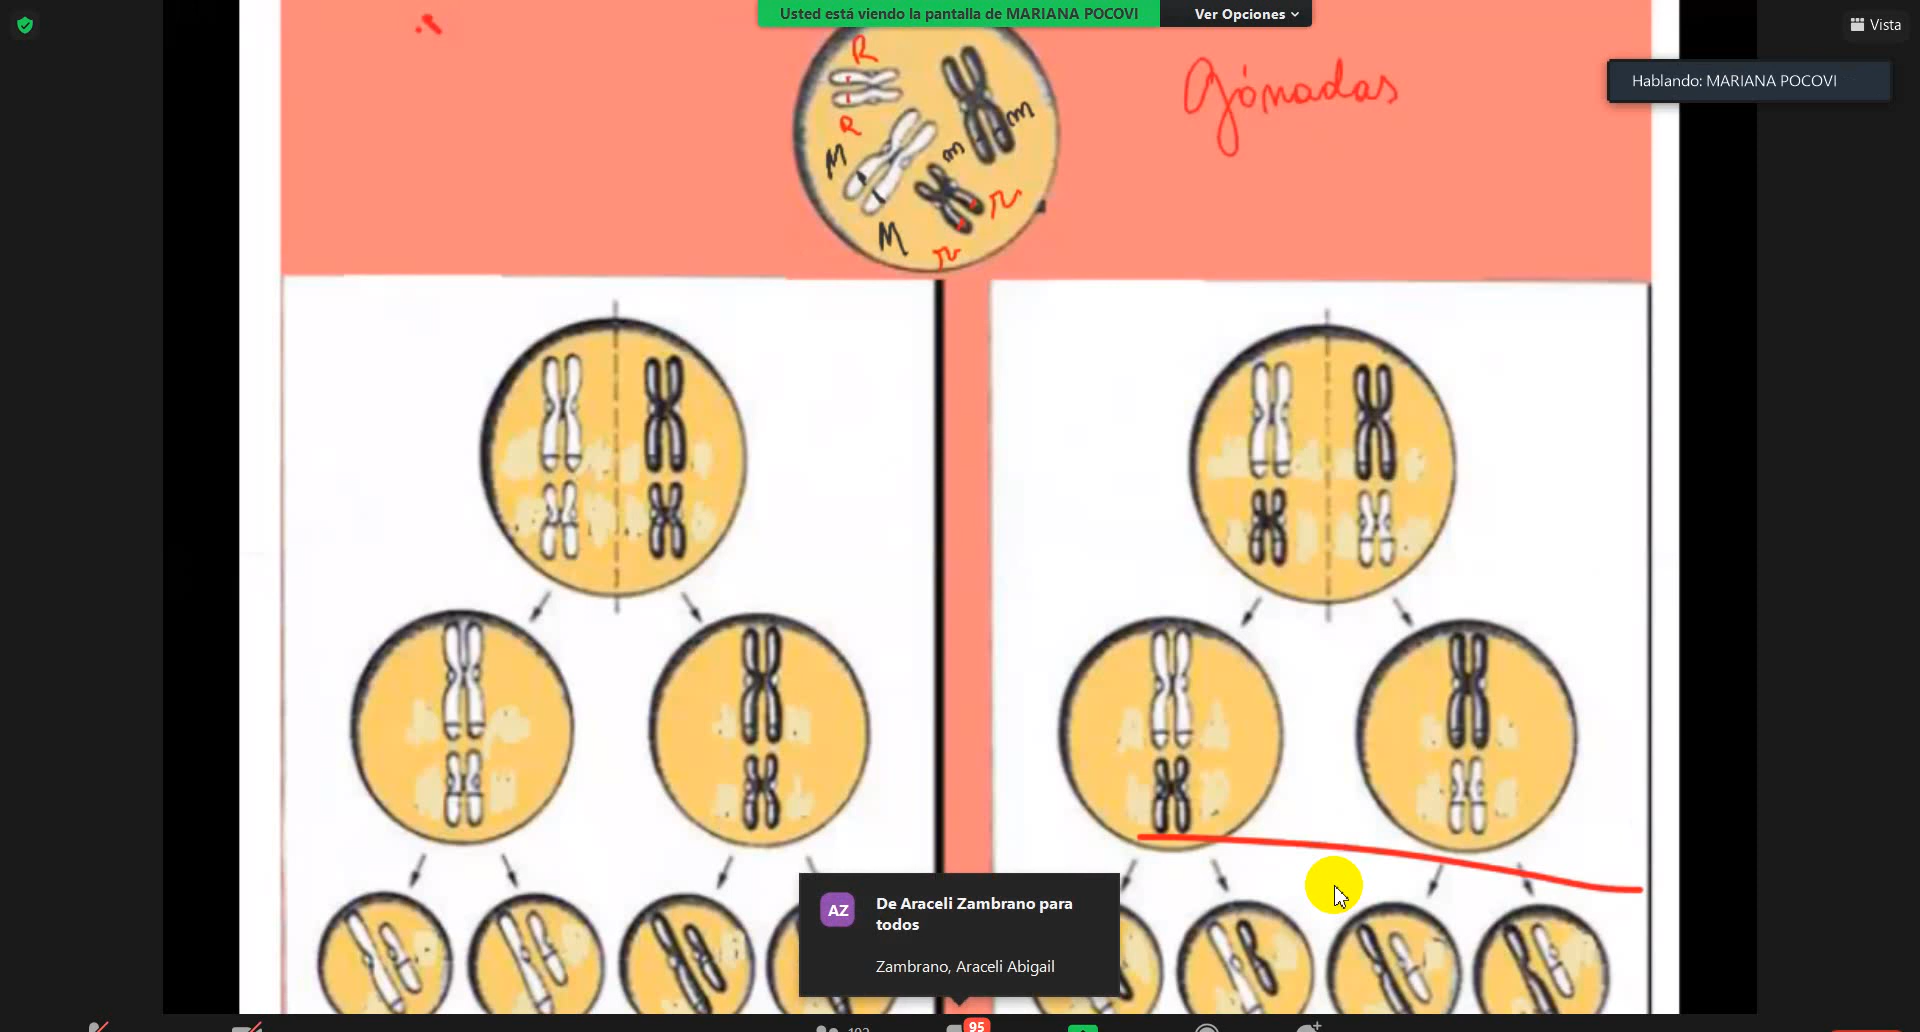 Usted está viendo la pantalla de MARIANA POCOVI
Ver Opciones
Vista
Hablando: MARIANA POCOVI
Gónadas
R
R
M
M
m
m
r
r
AZ
De Araceli Zambrano para
todos
Zambrano, Araceli Abigail
95